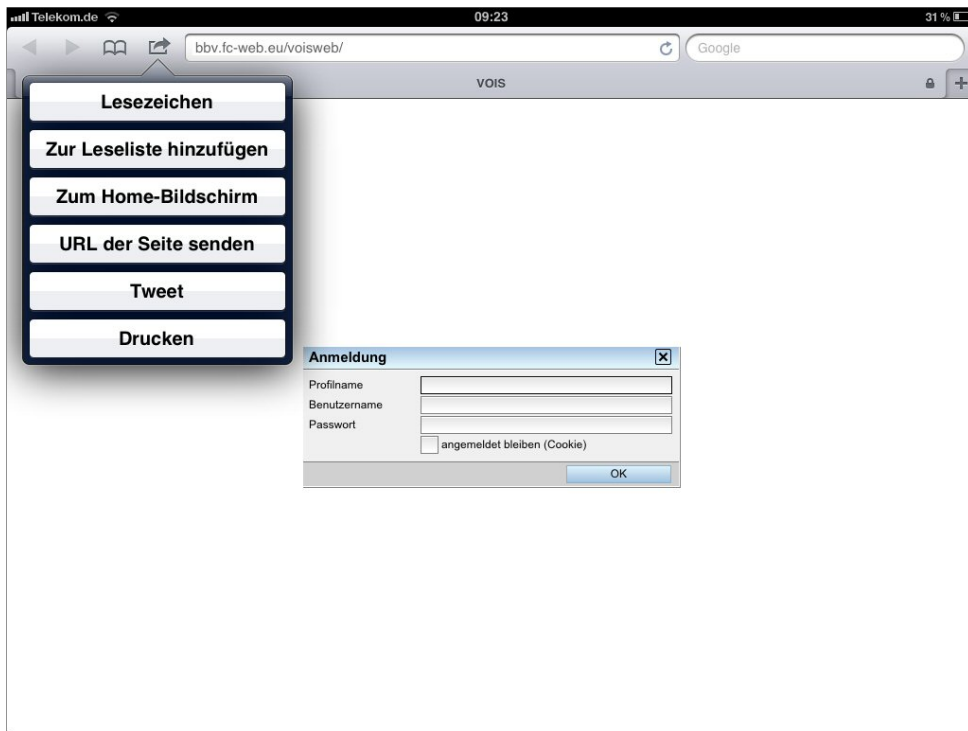 Telekom.de 09:23 31 %
bbv.fc-web.eu/voisweb/ Google
VOIS
Lesezeichen
Zur Leseliste hinzufügen
Zum Home-Bildschirm
URL der Seite senden
Tweet
Drucken
Anmeldung
Profilname
Benutzername
Passwort
angemeldet bleiben (Cookie)
OK